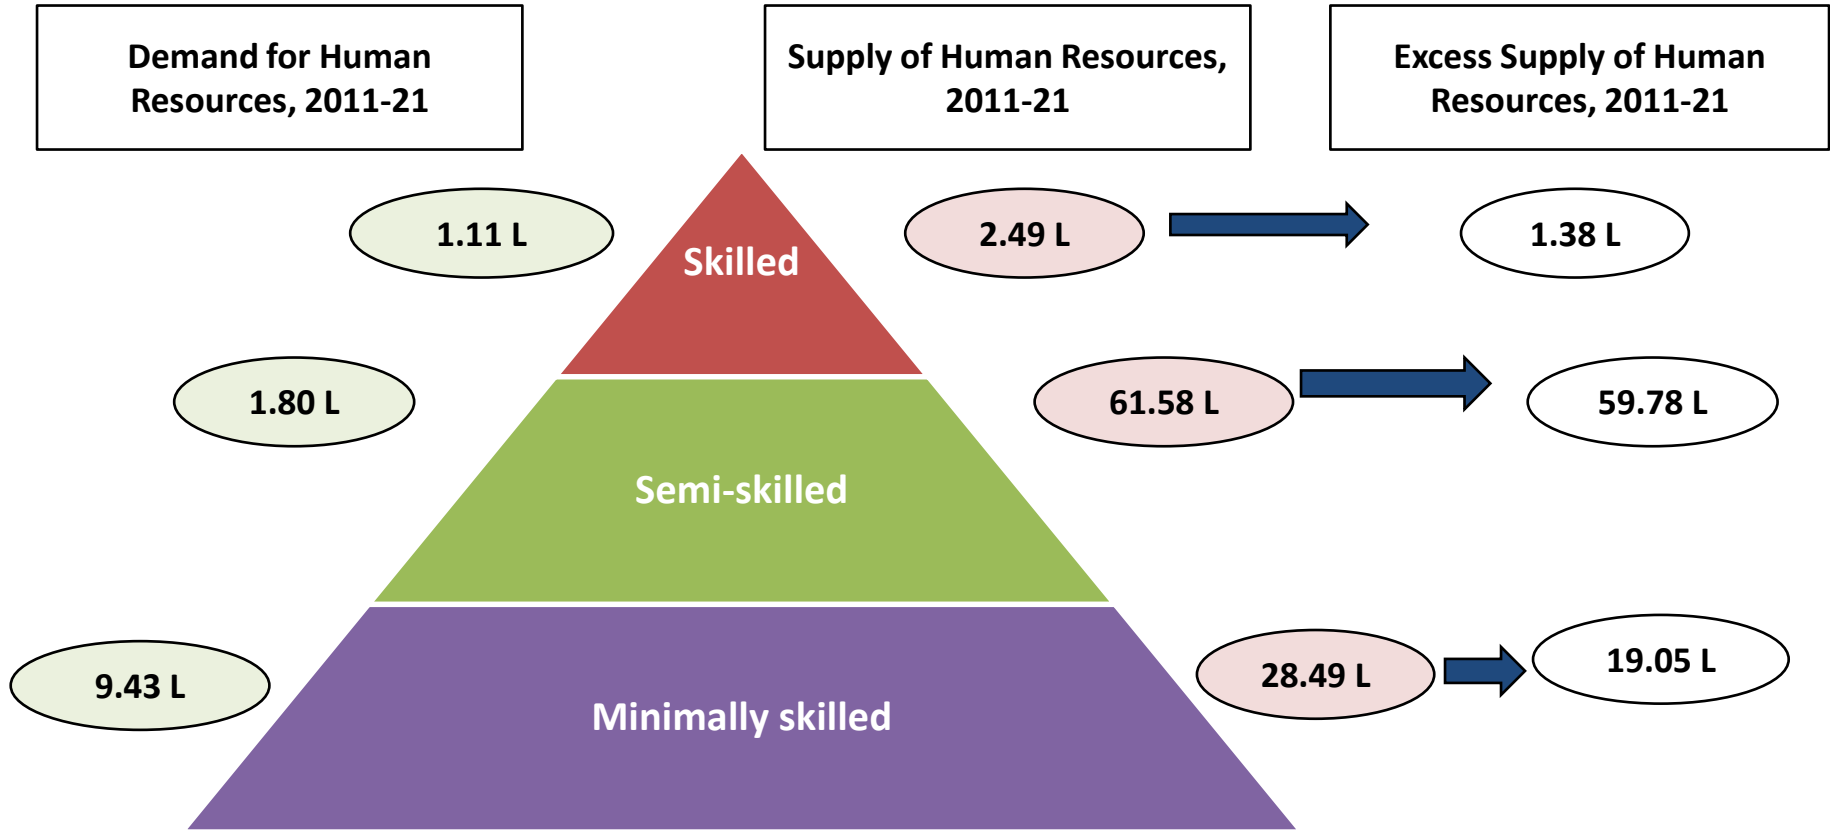 Demand for Human
Resources, 2011-21
Supply of Human Resources,
2011-21
Excess Supply of Human
Resources, 2011-21
1.11 L
Skilled
2.49 L
1.38 L
1.80 L
61.58 L
59.78 L
Semi-skilled
9.43 L
Minimally skilled
28.49 L
19.05 L